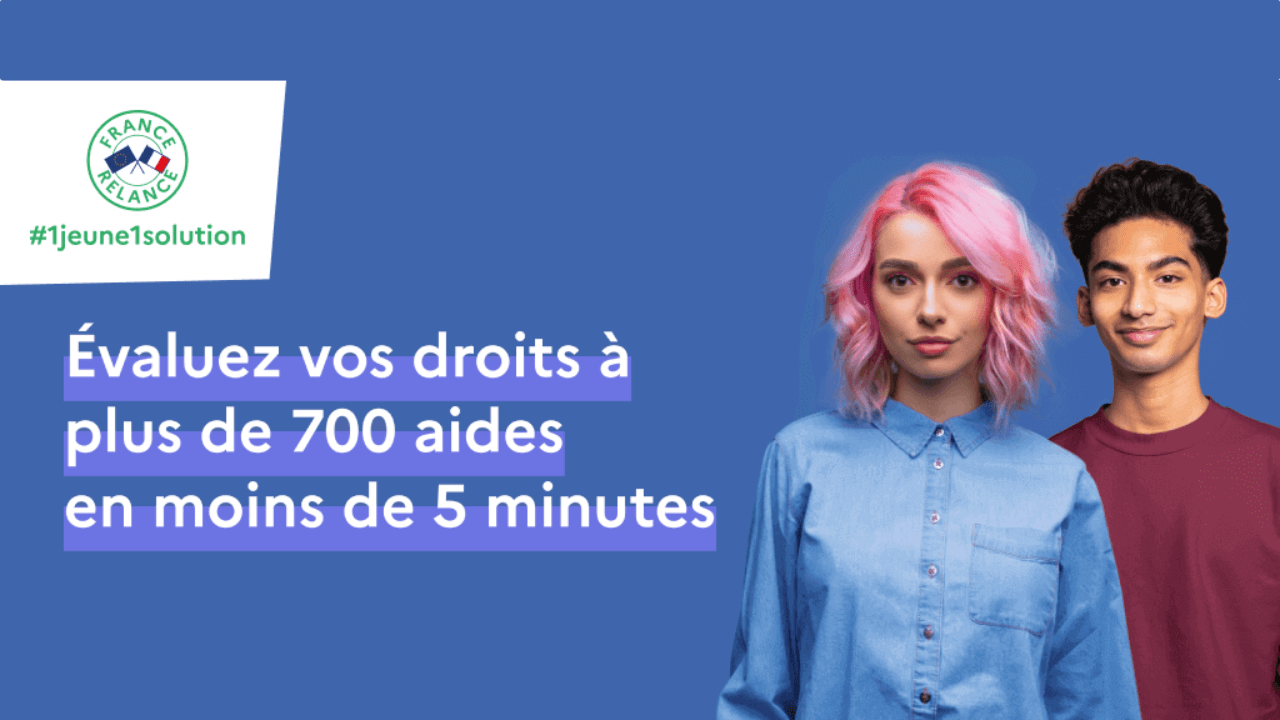 FRANCE
RELANCE
#1jeune1solution
Évaluez vos droits à
plus de 700 aides
en moins de 5 minutes